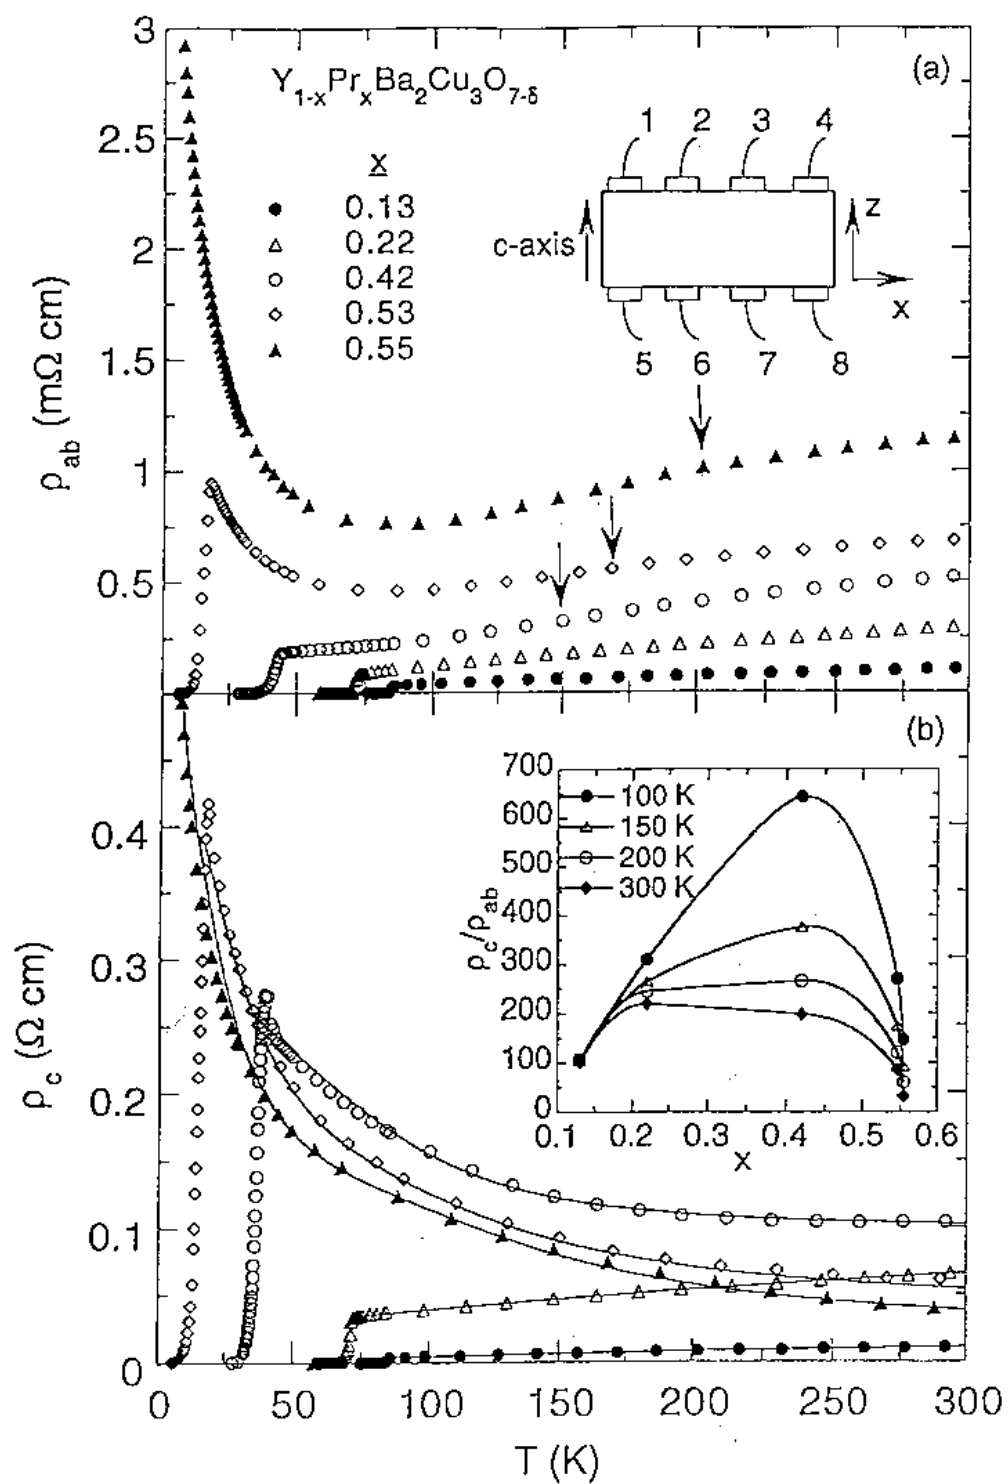 3
(a)
Y1-xPrxBa2Cu3O7-δ
1 2 3 4
2.5
x
0.13
0.22
0.42
0.53
0.55
c-axis
z
x
2
5 6 7 8
1.5
1
0.5
ρab (mΩ cm)
(b)
700
600
500
400
300
200
100
0
ρc/ρab
100 K
150 K
200 K
300 K
0.1 0.2 0.3 0.4 0.5 0.6
x
0.4
0.3
0.2
0.1
0
ρc (Ω cm)
0 50 100 150 200 250 300
T (K)